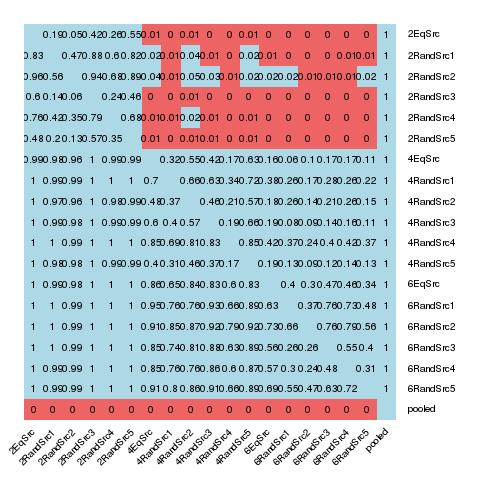 0.19 0.05 0.42 0.26 0.55 0.01 0 0.01 0 0 0.01 0 0 0 0 0 0 1 2EqSrc
0.83 0.47 0.88 0.6 0.82 0.02 0.01 0.04 0.01 0 0.02 0.01 0 0 0 0.01 0.01 1 2RandSrc1
0.96 0.56 0.94 0.68 0.89 0.04 0.01 0.05 0.03 0.01 0.02 0.02 0.02 0.01 0.01 0.01 0.02 1 2RandSrc2
0.6 0.14 0.06 0.24 0.46 0 0 0.01 0 0 0 0 0 0 0 0 0 1 2RandSrc3
0.76 0.42 0.35 0.79 0.68 0.01 0.01 0.02 0.01 0 0.01 0 0 0 0 0 0 1 2RandSrc4
0.48 0.2 0.13 0.57 0.35 0.01 0 0.01 0 0 0.01 0 0 0 0 0 0 1 2RandSrc5
0.99 0.98 0.96 1 0.99 0.99 0.32 0.55 0.42 0.17 0.63 0.16 0.06 0.1 0.17 0.17 0.11 1 4EqSrc
1 0.99 0.99 1 1 1 0.7 0.66 0.63 0.34 0.72 0.38 0.26 0.17 0.28 0.26 0.22 1 4RandSrc1
1 0.97 0.96 1 0.98 0.99 0.48 0.37 0.46 0.21 0.57 0.18 0.26 0.14 0.21 0.26 0.15 1 4RandSrc2
1 0.99 0.98 1 0.99 0.99 0.6 0.4 0.57 0.19 0.66 0.19 0.08 0.09 0.14 0.16 0.11 1 4RandSrc3
1 1 0.99 1 1 1 0.85 0.69 0.81 0.83 0.85 0.42 0.37 0.24 0.4 0.42 0.37 1 4RandSrc4
1 0.98 0.98 1 0.99 0.99 0.4 0.31 0.46 0.37 0.17 0.19 0.13 0.09 0.12 0.14 0.13 1 4RandSrc5
1 0.99 0.98 1 1 1 0.86 0.65 0.84 0.83 0.6 0.83 0.4 0.3 0.47 0.46 0.34 1 6EqSrc
1 1 0.99 1 1 1 0.95 0.76 0.76 0.93 0.66 0.89 0.63 0.37 0.76 0.73 0.48 1 6RandSrc1
1 1 0.99 1 1 1 0.91 0.85 0.87 0.92 0.79 0.92 0.73 0.66 0.76 0.79 0.56 1 6RandSrc2
1 1 0.99 1 1 1 0.85 0.74 0.81 0.88 0.63 0.89 0.56 0.26 0.26 0.55 0.4 1 6RandSrc3
1 0.99 0.99 1 1 1 0.85 0.76 0.76 0.86 0.6 0.87 0.57 0.3 0.24 0.48 0.31 1 6RandSrc4
1 0.99 0.99 1 1 1 0.91 0.8 0.86 0.91 0.66 0.89 0.69 0.55 0.47 0.63 0.72 1 6RandSrc5
0 0 0 0 0 0 0 0 0 0 0 0 0 0 0 0 0 0 pooled
2EqSrc 2RandSrc1 2RandSrc2 2RandSrc3 2RandSrc4 2RandSrc5 4EqSrc 4RandSrc1 4RandSrc2 4RandSrc3 4RandSrc4 4RandSrc5 6EqSrc 6RandSrc1 6RandSrc2 6RandSrc3 6RandSrc4 6RandSrc5 pooled